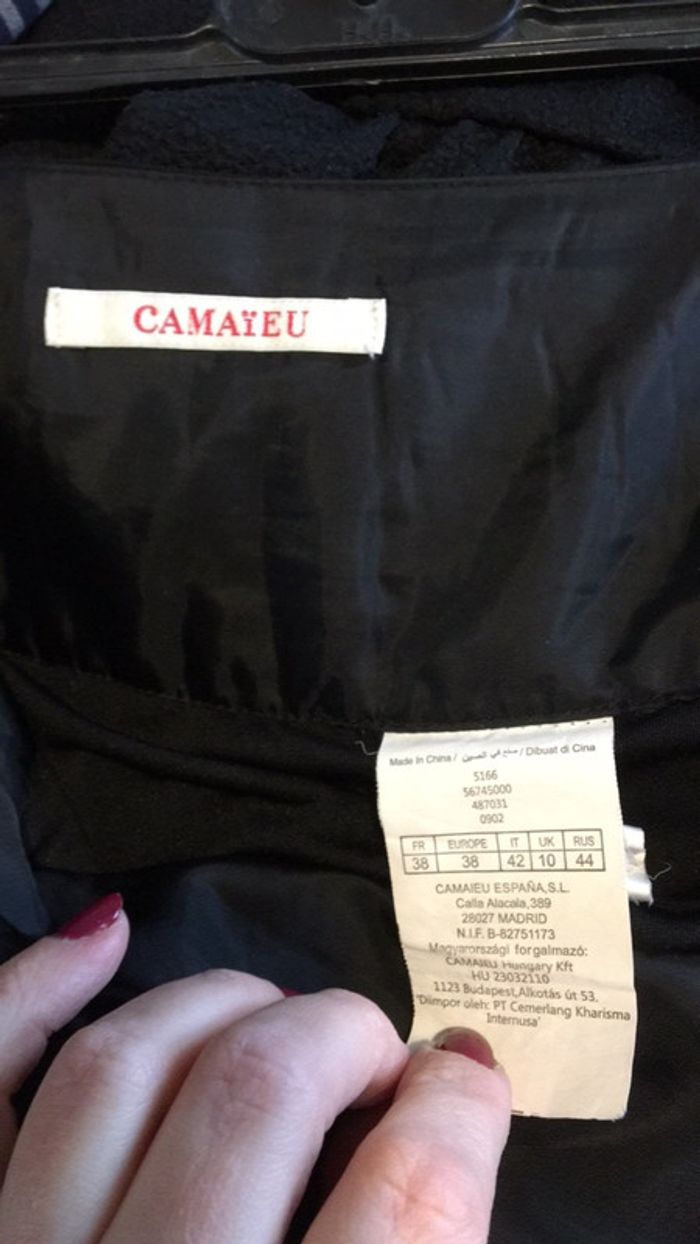 CAMAïEU
Made In China / صنع في الصين / Dibuat di Cina
5166
56745000
487031
0902
FR EUROPE IT UK RUS
38 38 42 10 44
CAMAIEU ESPAÑA,S.L.
Calla Alacala,389
28027 MADRID
N.I.F. B-82751173
Magyarországi forgalmazó:
CAMAIEU Hungary Kft
HU 23032110
1123 Budapest,Alkotás út 53.
'Diimpor oleh: PT Cemerlang Kharisma
Internusa'